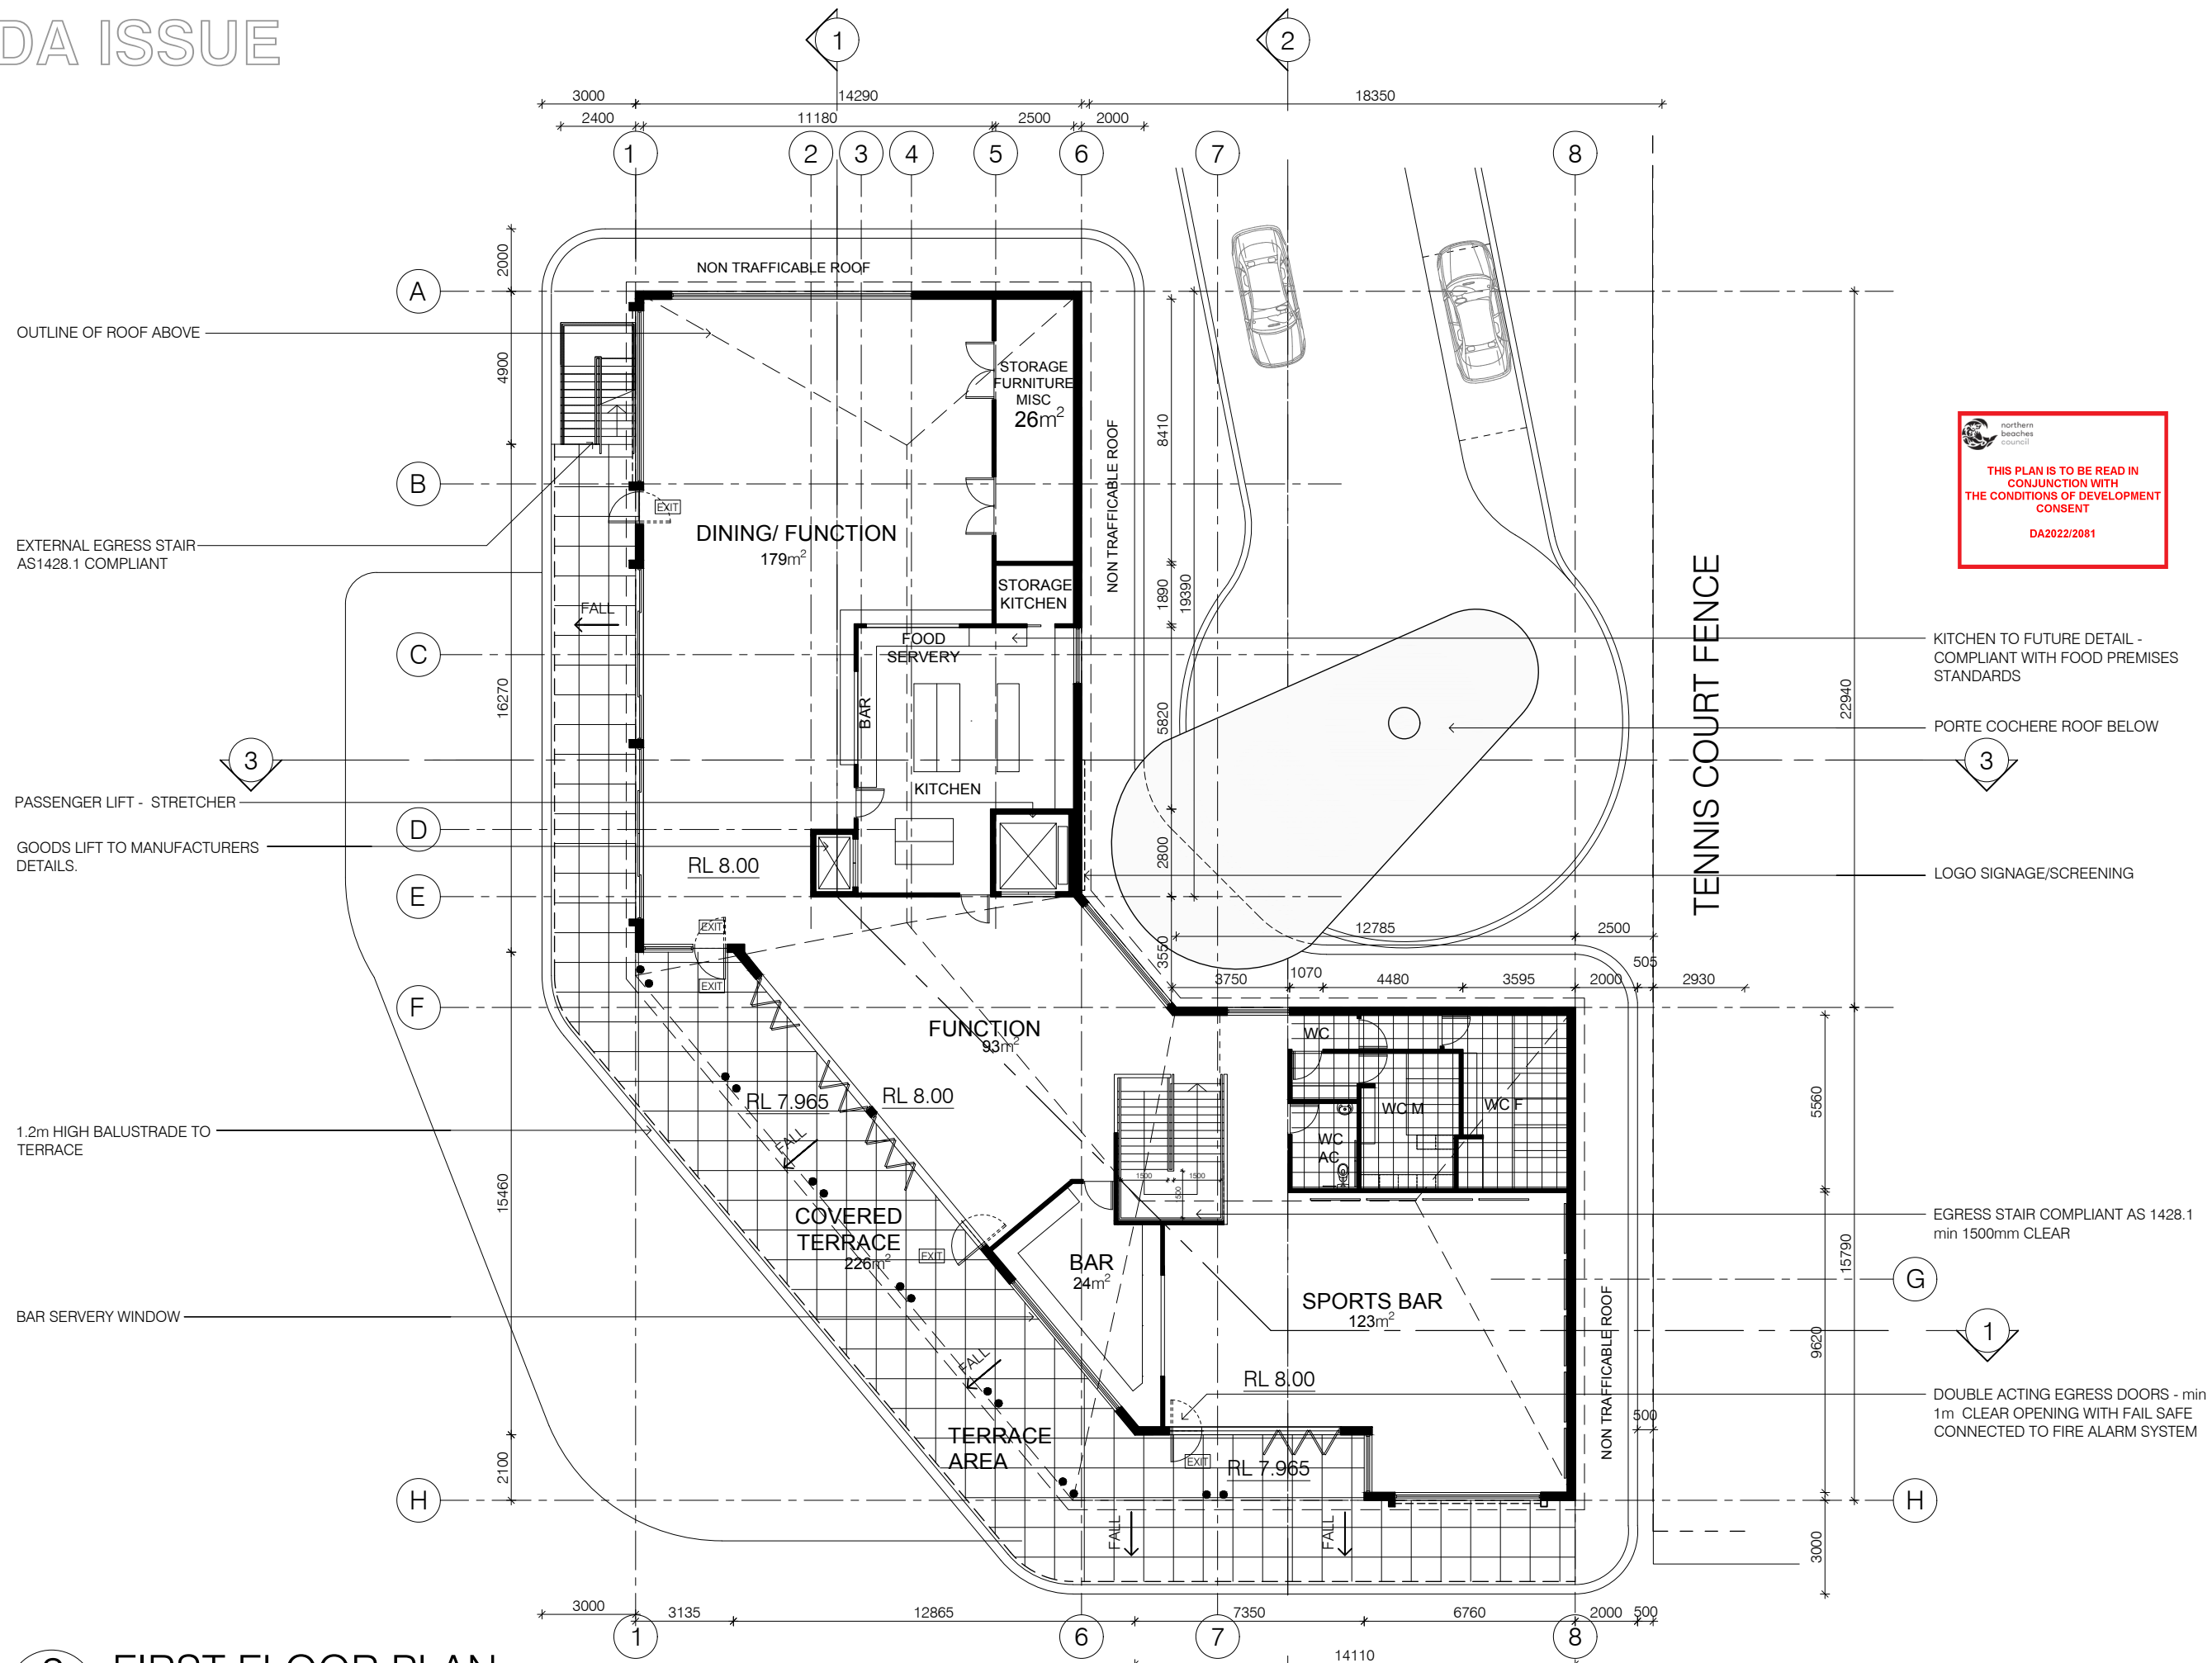 DA ISSUE
1
2
3000
14290
18350
2400
11180
2500
2000
1
2
3
4
5
6
7
8
2000
NON TRAFFICABLE ROOF
A
OUTLINE OF ROOF ABOVE
4900
STORAGE
FURNITURE
MISC
26m²
8410
NON TRAFFICABLE ROOF
northern
beaches
council
THIS PLAN IS TO BE READ IN
CONJUNCTION WITH
THE CONDITIONS OF DEVELOPMENT
CONSENT
DA2022/2081
B
EXIT
DINING/ FUNCTION
179m²
EXTERNAL EGRESS STAIR
AS1428.1 COMPLIANT
STORAGE
KITCHEN
1890
19390
FALL
TENNIS COURT FENCE
C
FOOD
SERVERY
KITCHEN TO FUTURE DETAIL -
COMPLIANT WITH FOOD PREMISES
STANDARDS
16270
BAR
5820
22940
PORTE COCHERE ROOF BELOW
3
3
KITCHEN
PASSENGER LIFT - STRETCHER
D
GOODS LIFT TO MANUFACTURERS
DETAILS.
RL 8.00
2800
LOGO SIGNAGE/SCREENING
E
EXIT
12785
2500
3550
505
EXIT
3750
1070
4480
3595
2000
2930
F
FUNCTION
93m²
WC
RL 7.965
RL 8.00
WC M
WC F
5560
1.2m HIGH BALUSTRADE TO
TERRACE
FALL
WC
AC
1500
1500
1500
15460
COVERED
TERRACE
226m²
EXIT
EGRESS STAIR COMPLIANT AS 1428.1
min 1500mm CLEAR
BAR
24m²
15790
G
SPORTS BAR
123m²
BAR SERVERY WINDOW
NON TRAFFICABLE ROOF
9620
1
FALL
RL 8.00
DOUBLE ACTING EGRESS DOORS - min
1m CLEAR OPENING WITH FAIL SAFE
CONNECTED TO FIRE ALARM SYSTEM
500
TERRACE
AREA
2100
EXIT
RL 7.965
H
H
FALL
FALL
3000
3000
3135
12865
7350
6760
2000
500
1
6
7
8
14110
FIRST FLOOR PLAN